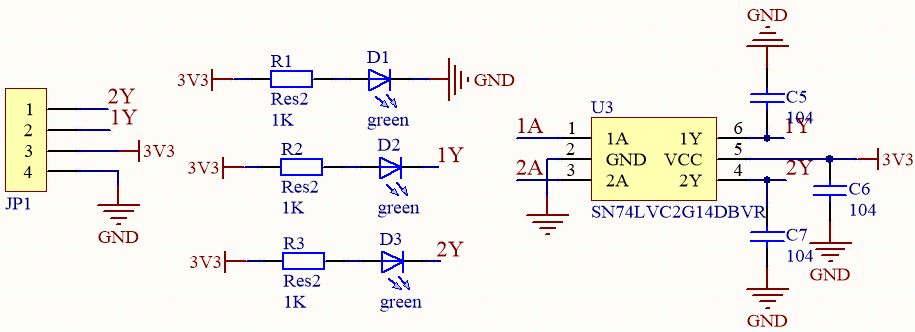 JP1
1
2
3
4
2Y
1Y
3V3
GND
3V3
R1
Res2
1K
D1
green
GND
3V3
R2
Res2
1K
D2
green
1Y
3V3
R3
Res2
1K
D3
green
2Y
U3
1A
2A
1
2
3
1A
GND
2A
1Y
VCC
2Y
6
5
4
SN74LVC2G14DBVR
GND
GND
C5
104
1Y
3V3
2Y
C6
104
GND
C7
104
GND